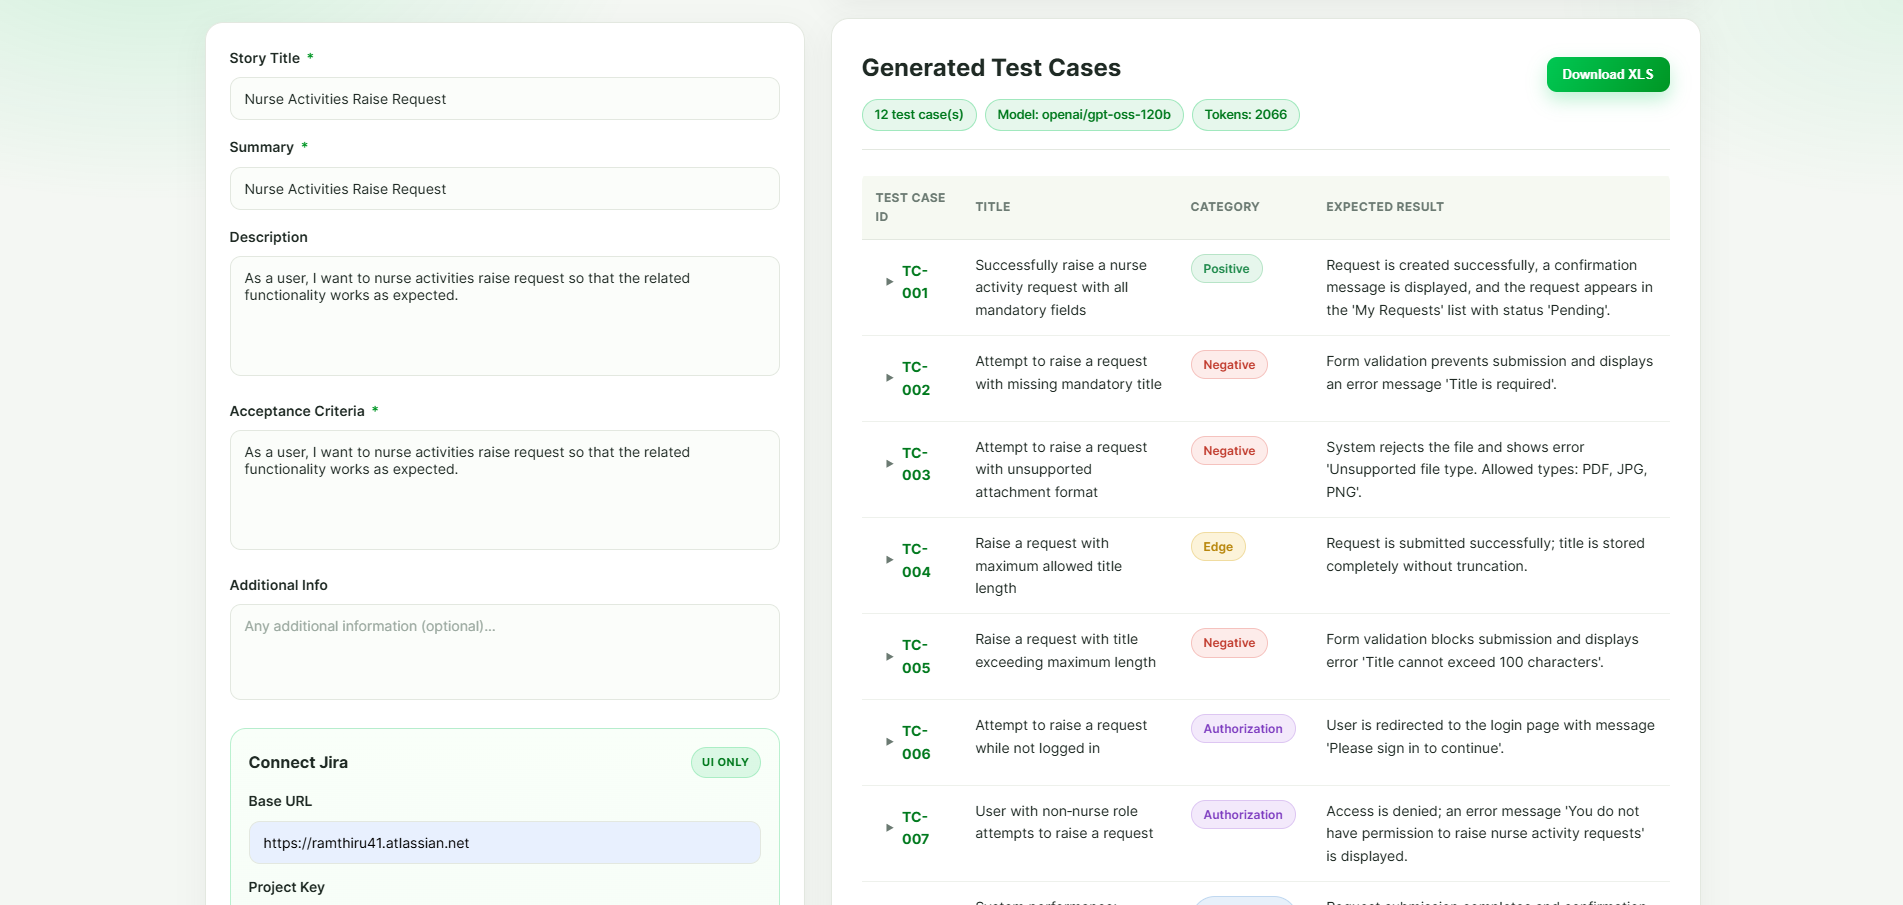 Story Title *
Nurse Activities Raise Request
Summary *
Nurse Activities Raise Request
Description
As a user, I want to nurse activities raise request so that the related
functionality works as expected.
Acceptance Criteria *
As a user, I want to nurse activities raise request so that the related
functionality works as expected.
Additional Info
Any additional information (optional)...
Connect Jira
UI ONLY
Base URL
https://ramthiru41.atlassian.net
Project Key
Generated Test Cases
Download XLS
12 test case(s)
Model: openai/gpt-oss-120b
Tokens: 2066
TEST CASE
ID
TITLE
CATEGORY
EXPECTED RESULT
TC-
001
Successfully raise a nurse
activity request with all
mandatory fields
Positive
Request is created successfully, a confirmation
message is displayed, and the request appears in
the 'My Requests' list with status 'Pending'.
TC-
002
Attempt to raise a request
with missing mandatory title
Negative
Form validation prevents submission and displays
an error message 'Title is required'.
TC-
003
Attempt to raise a request
with unsupported
attachment format
Negative
System rejects the file and shows error
'Unsupported file type. Allowed types: PDF, JPG,
PNG'.
TC-
004
Raise a request with
maximum allowed title
length
Edge
Request is submitted successfully; title is stored
completely without truncation.
TC-
005
Raise a request with title
exceeding maximum length
Negative
Form validation blocks submission and displays
error 'Title cannot exceed 100 characters'.
TC-
006
Attempt to raise a request
while not logged in
Authorization
User is redirected to the login page with message
'Please sign in to continue'.
TC-
007
User with non-nurse role
attempts to raise a request
Authorization
Access is denied; an error message 'You do not
have permission to raise nurse activity requests'
is displayed.